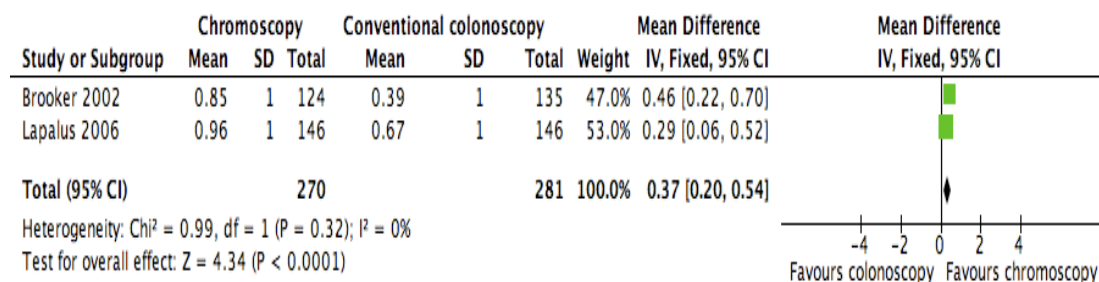 Chromoscopy Conventional colonoscopy Mean Difference Mean Difference
Study or Subgroup Mean SD Total Mean SD Total Weight IV, Fixed, 95% CI IV, Fixed, 95% CI
Brooker 2002 0.85 1 124 0.39 1 135 47.0% 0.46 [0.22, 0.70]
Lapalus 2006 0.96 1 146 0.67 1 146 53.0% 0.29 [0.06, 0.52]
Total (95% CI) 270 281 100.0% 0.37 [0.20, 0.54]
Heterogeneity: Chi² = 0.99, df = 1 (P = 0.32); I² = 0%
Test for overall effect: Z = 4.34 (P < 0.0001)
-4 -2 0 2 4
Favours colonoscopy Favours chromoscopy